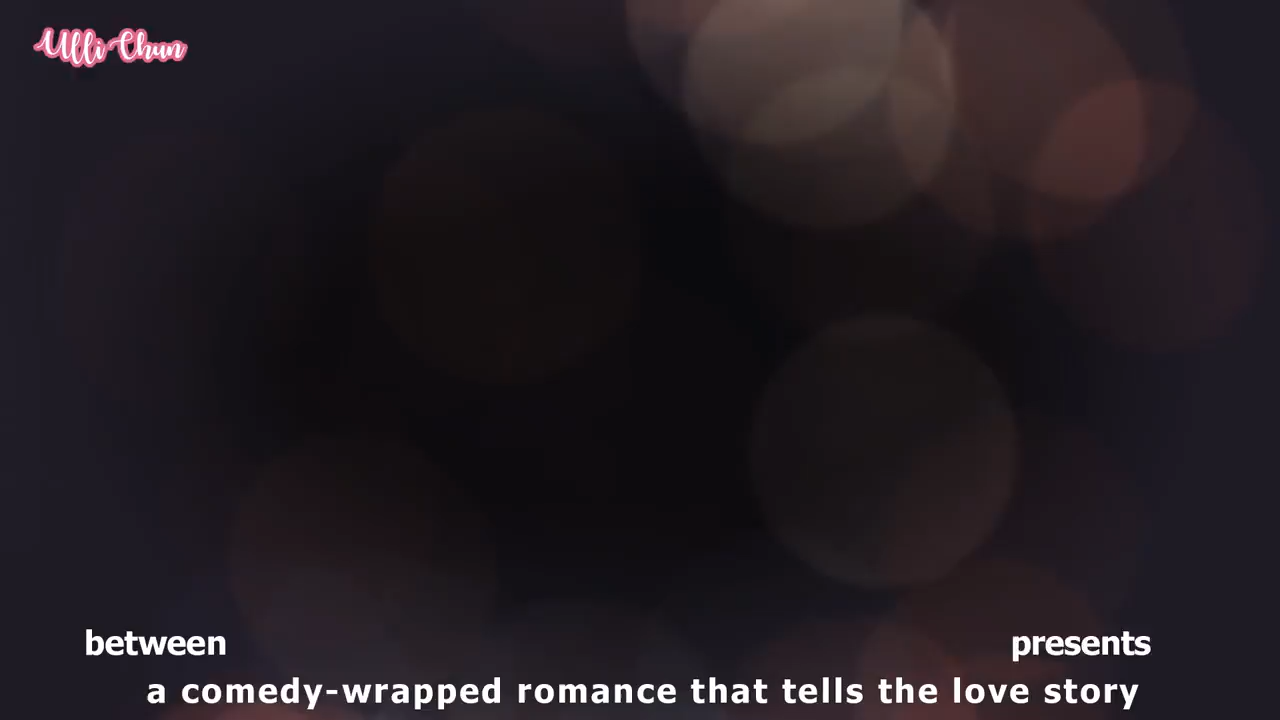 Ulli Chun
between presents
a comedy-wrapped romance that tells the love story